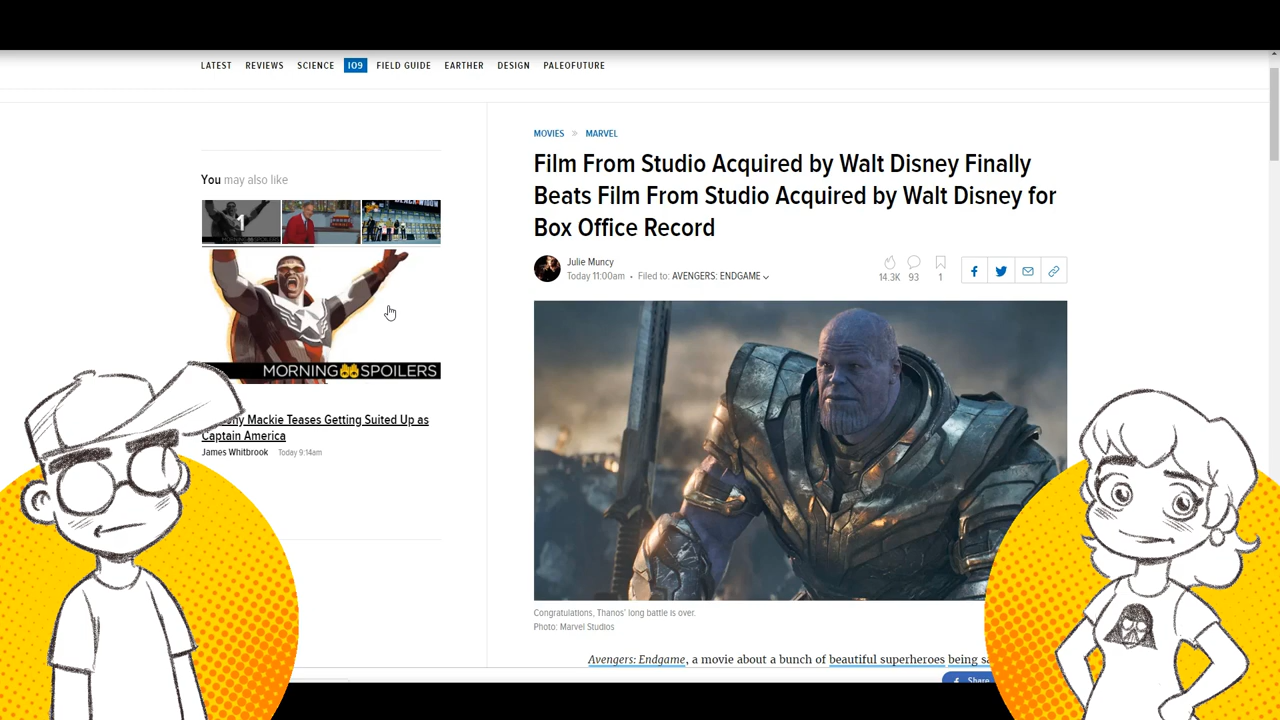 LATEST REVIEWS SCIENCE IO9 FIELD GUIDE EARTHER DESIGN PALEOFUTURE
You may also like
1
MORNING SPOILERS
MORNING SPOILERS
Mackie Teases Getting Suited Up as
Captain America
James Whitbrook Today 9:14am
MOVIES » MARVEL
Film From Studio Acquired by Walt Disney Finally
Beats Film From Studio Acquired by Walt Disney for
Box Office Record
Julie Muncy
Today 11:00am • Filed to: AVENGERS: ENDGAME
14.3K 93 1
Congratulations, Thanos' long battle is over.
Photo: Marvel Studios
Avengers: Endgame, a movie about a bunch of beautiful superheroes being
Share